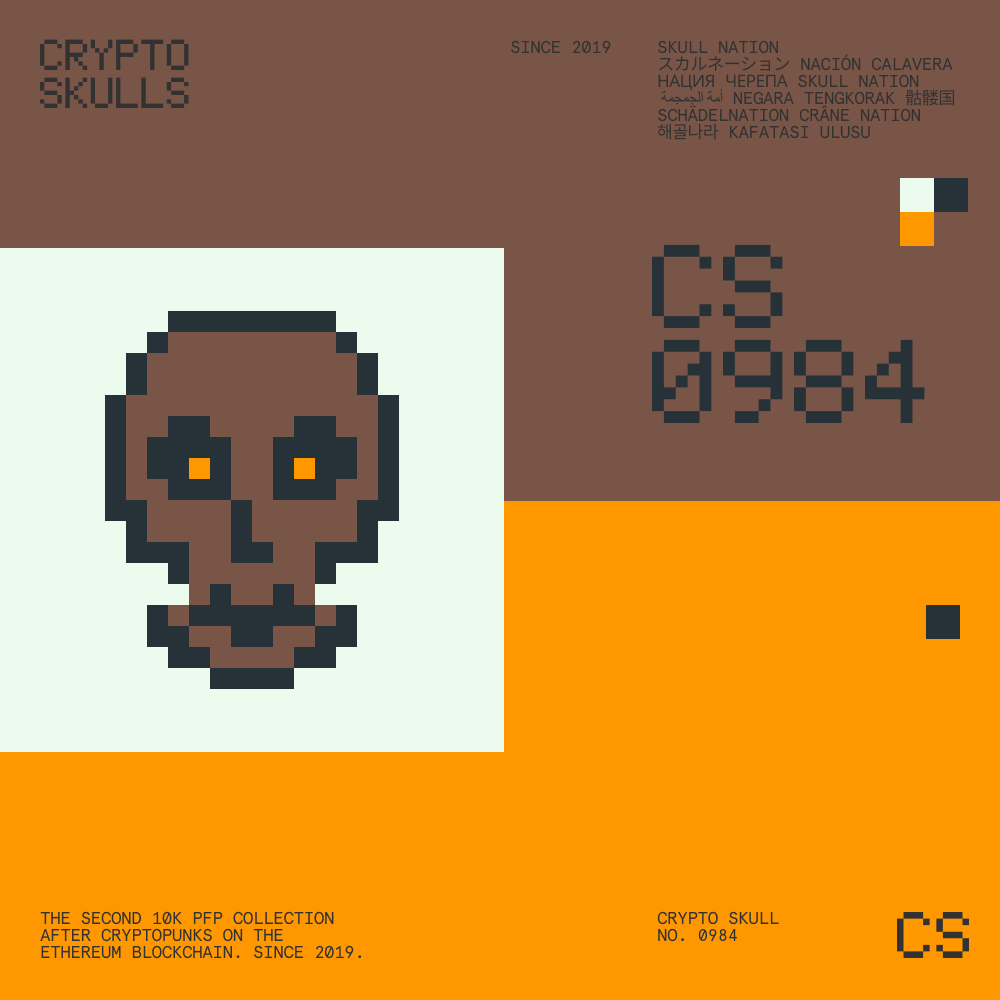 CRYPTO
SKULLS
SINCE 2019
SKULL NATION
スカルネーション NACIÓN CALAVERA
НАЦИЯ ЧЕРЕПА SKULL NATION
أمة الجمجمة NEGARA TENGKORAK 骷髅国
SCHÄDELNATION CRÂNE NATION
해골나라 KAFATASI ULUSU
CS
0984
THE SECOND 10K PFP COLLECTION
AFTER CRYPTOPUNKS ON THE
ETHEREUM BLOCKCHAIN. SINCE 2019.
CRYPTO SKULL
NO. 0984
CS